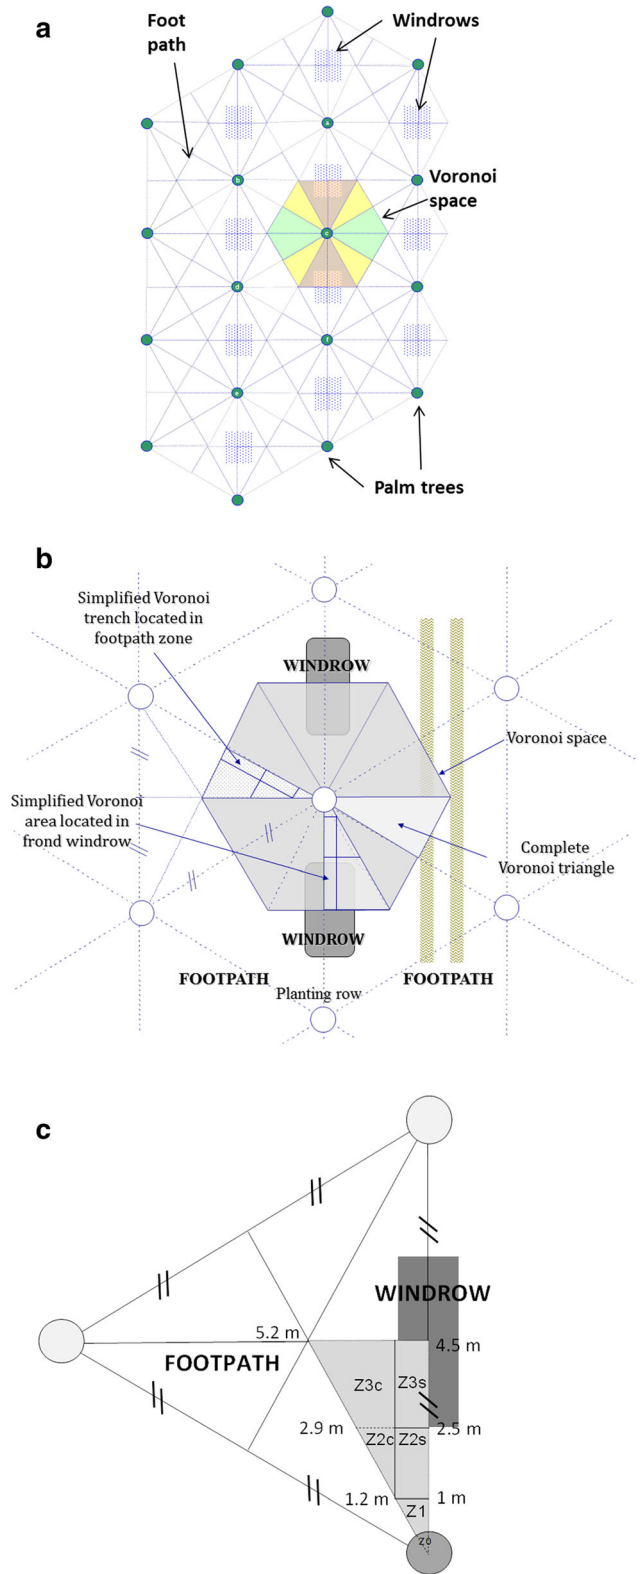 a
Foot
path
Windrows
Voronoi
space
Palm trees
b
Simplified Voronoi
trench located in
footpath zone
WINDROW
Voronoi space
Simplified Voronoi
area located in
frond windrow
Complete
Voronoi triangle
WINDROW
FOOTPATH
FOOTPATH
Planting row
c
WINDROW
5.2 m
4.5 m
FOOTPATH
Z3c
Z3s
2.9 m
2.5 m
Z2c
Z2s
1.2 m
1 m
Z1
Z0